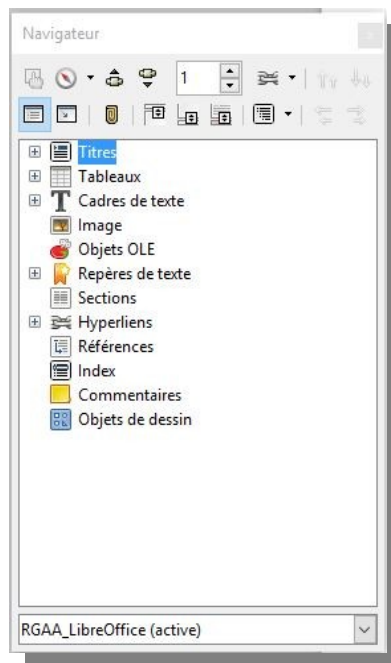 Navigateur
1
Titres
Tableaux
Cadres de texte
Image
Objets OLE
Repères de texte
Sections
Hyperliens
Références
Index
Commentaires
Objets de dessin
RGAA_LibreOffice (active)